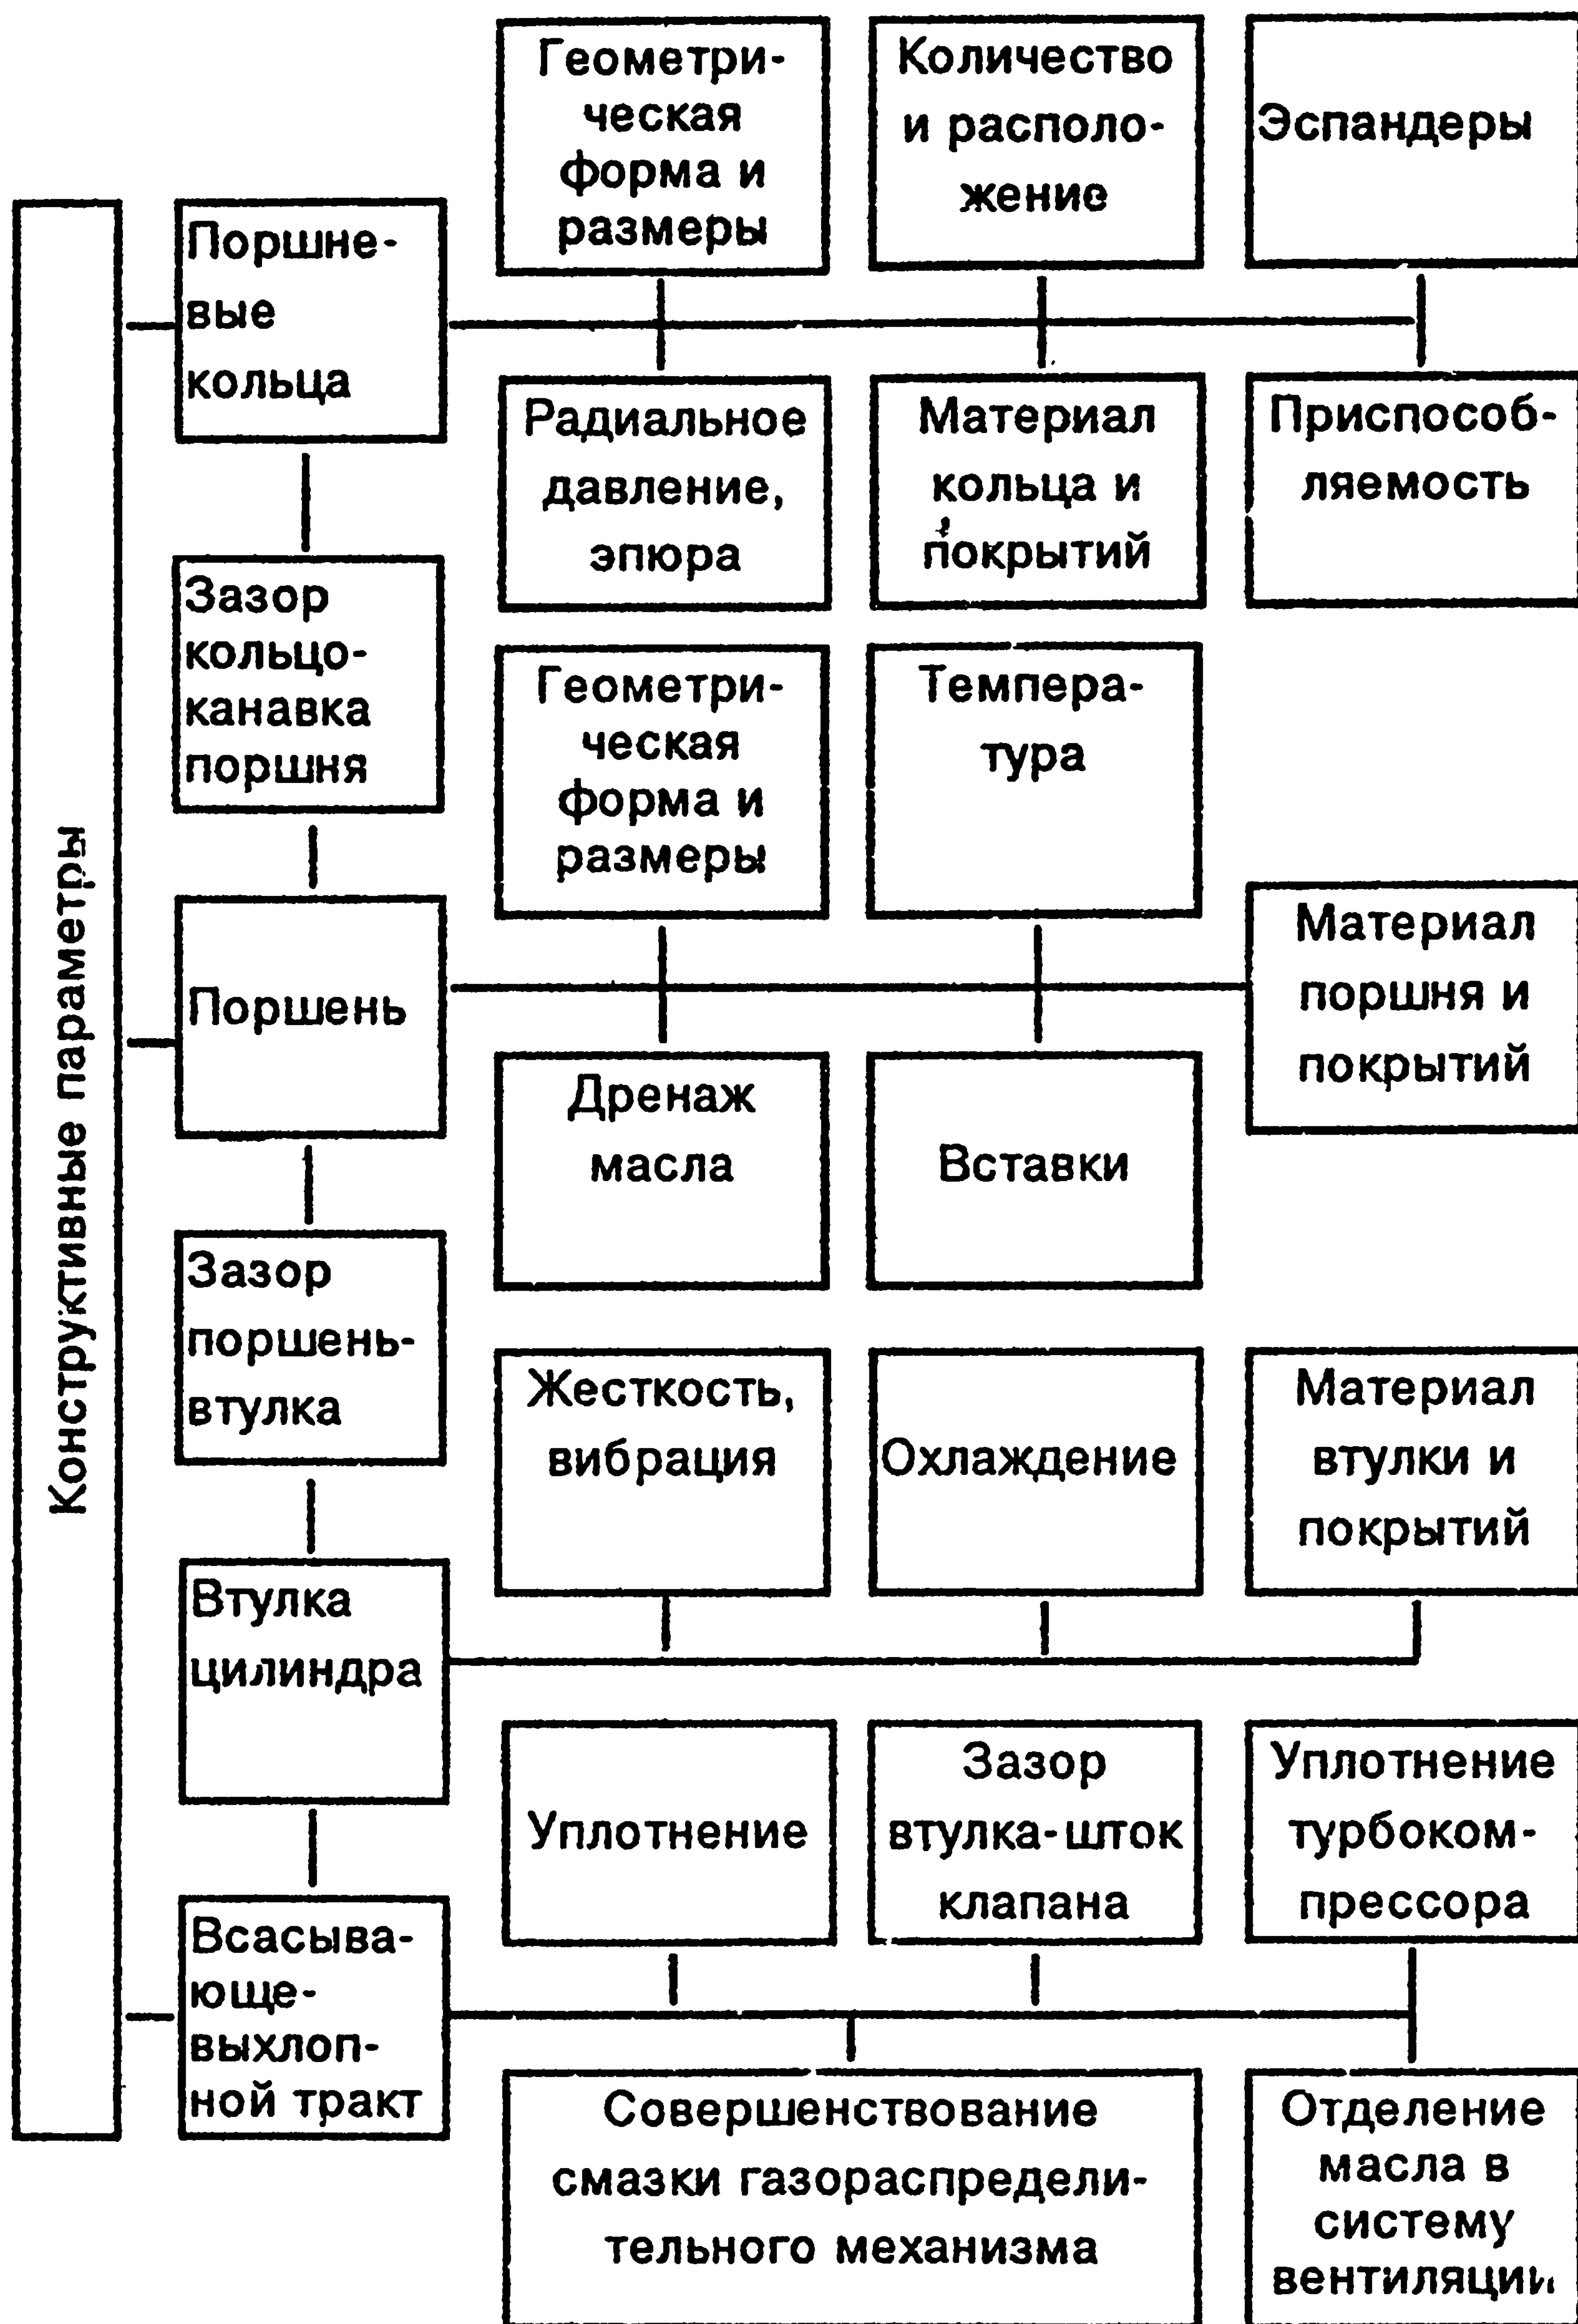 Конструктивные параметры
Поршне-
вые
кольца
Геометри-
ческая
форма и
размеры
Количество
и располо-
жение
Эспандеры
Радиальное
давление,
эпюра
Материал
кольца и
покрытий
Приспособ-
ляемость
Зазор
кольцо-
канавка
поршня
Поршень
Геометри-
ческая
форма и
размеры
Темпера-
тура
Материал
поршня и
покрытий
Дренаж
масла
Вставки
Зазор
поршень-
втулка
Втулка
цилиндра
Жесткость,
вибрация
Охлаждение
Материал
втулки и
покрытий
Всасыва-
юще-
выхлоп-
ной тракт
Уплотнение
Зазор
втулка-шток
клапана
Уплотнение
турбоком-
прессора
Совершенствование
смазки газораспредели-
тельного механизма
Отделение
масла в
систему
вентиляции